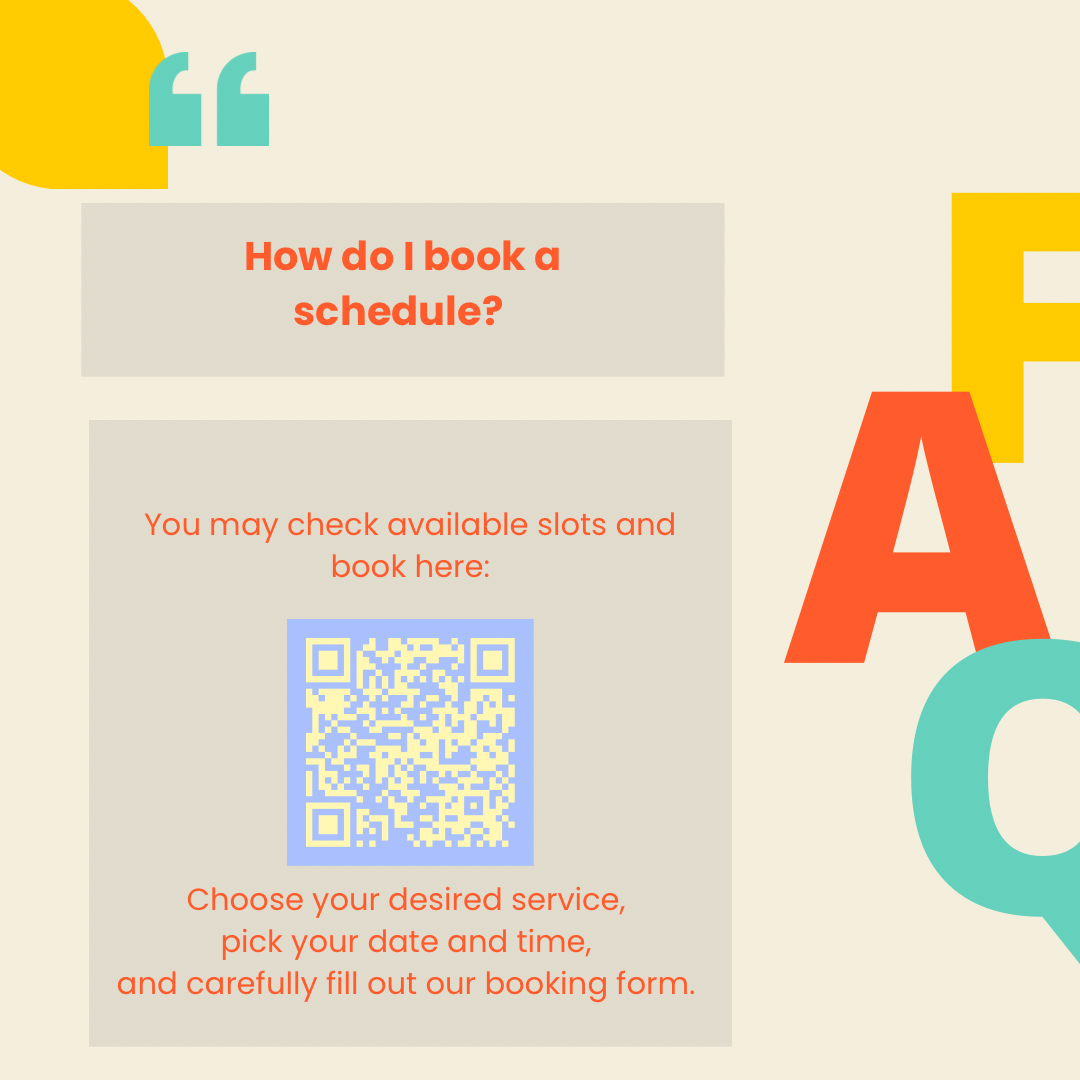 How do I book a
schedule?
You may check available slots and
book here:
Choose your desired service,
pick your date and time,
and carefully fill out our booking form.
F
A
Q